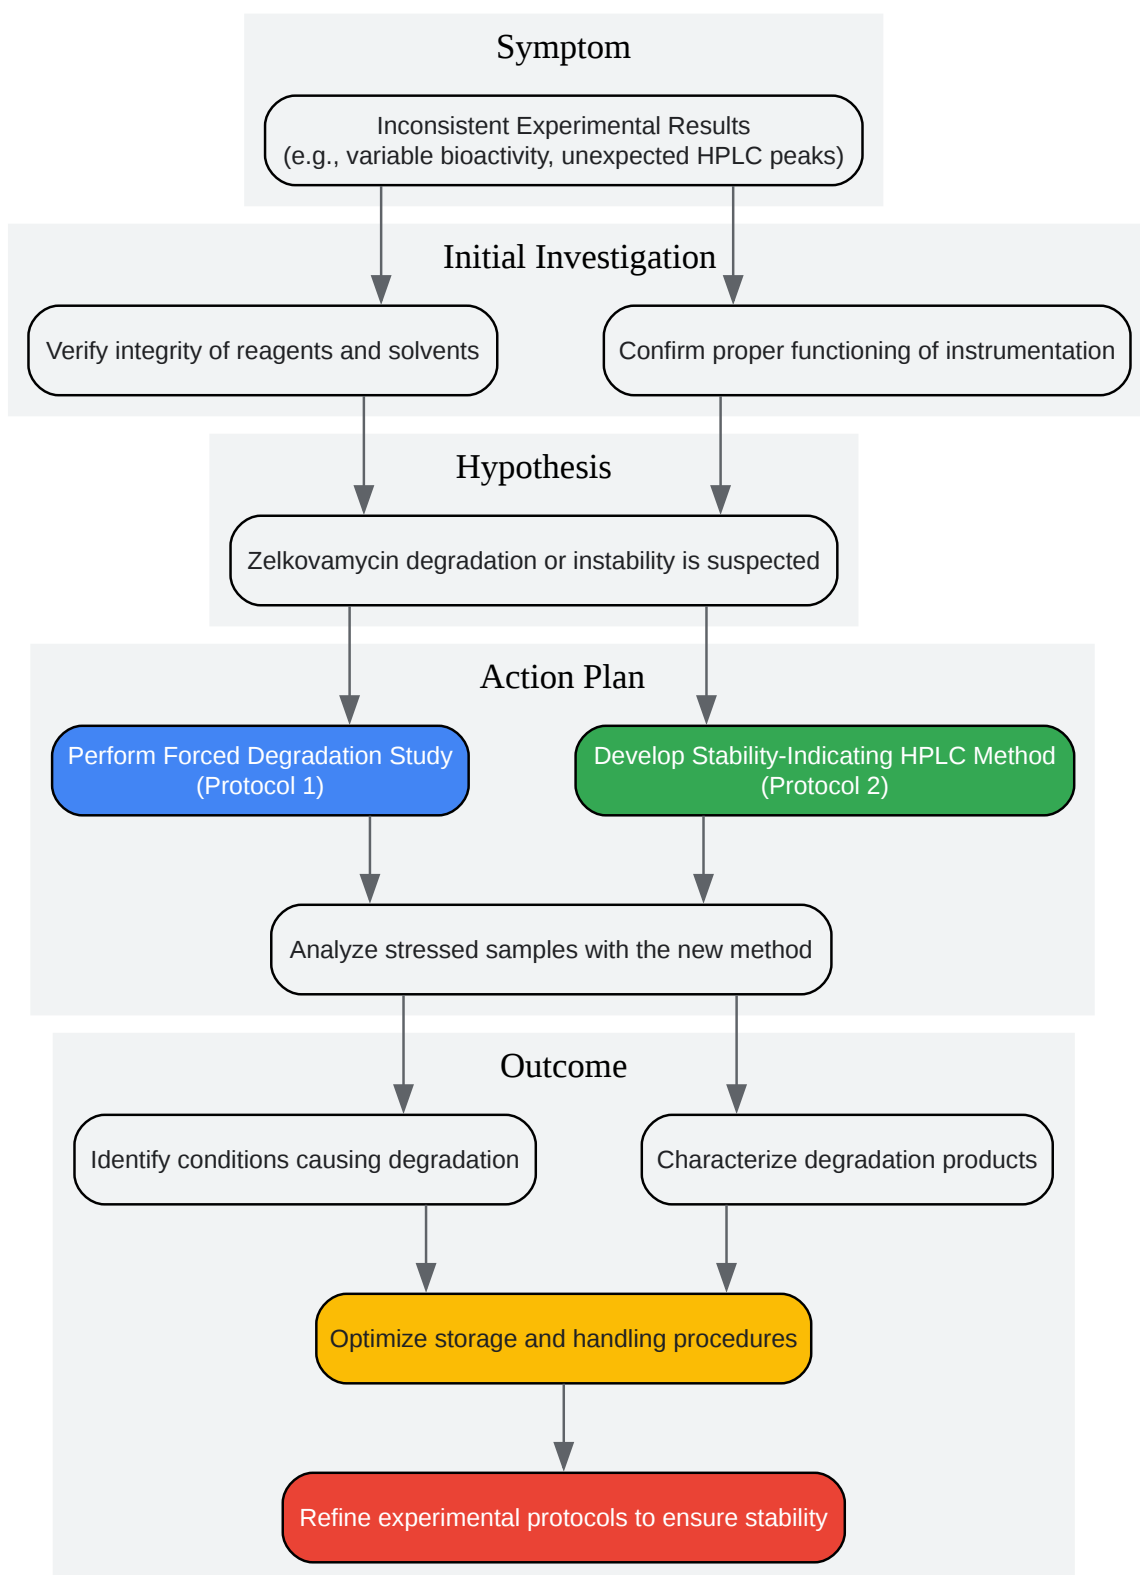 Symptom
Inconsistent Experimental Results
(e.g., variable bioactivity, unexpected HPLC peaks)
Initial Investigation
Verify integrity of reagents and solvents
Confirm proper functioning of instrumentation
Hypothesis
Zelkovamycin degradation or instability is suspected
Action Plan
Perform Forced Degradation Study
(Protocol 1)
Develop Stability-Indicating HPLC Method
(Protocol 2)
Analyze stressed samples with the new method
Outcome
Identify conditions causing degradation
Characterize degradation products
Optimize storage and handling procedures
Refine experimental protocols to ensure stability